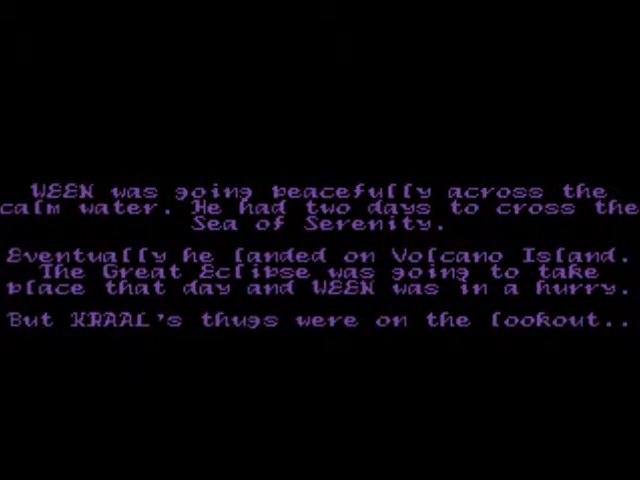 WEEN was going peacefully across the
calm water. He had two days to cross the
Sea of Serenity.
Eventually he landed on Volcano Island.
The Great Eclipse was going to take
place that day and WEEN was in a hurry.
But KRAAL's thugs were on the lookout..